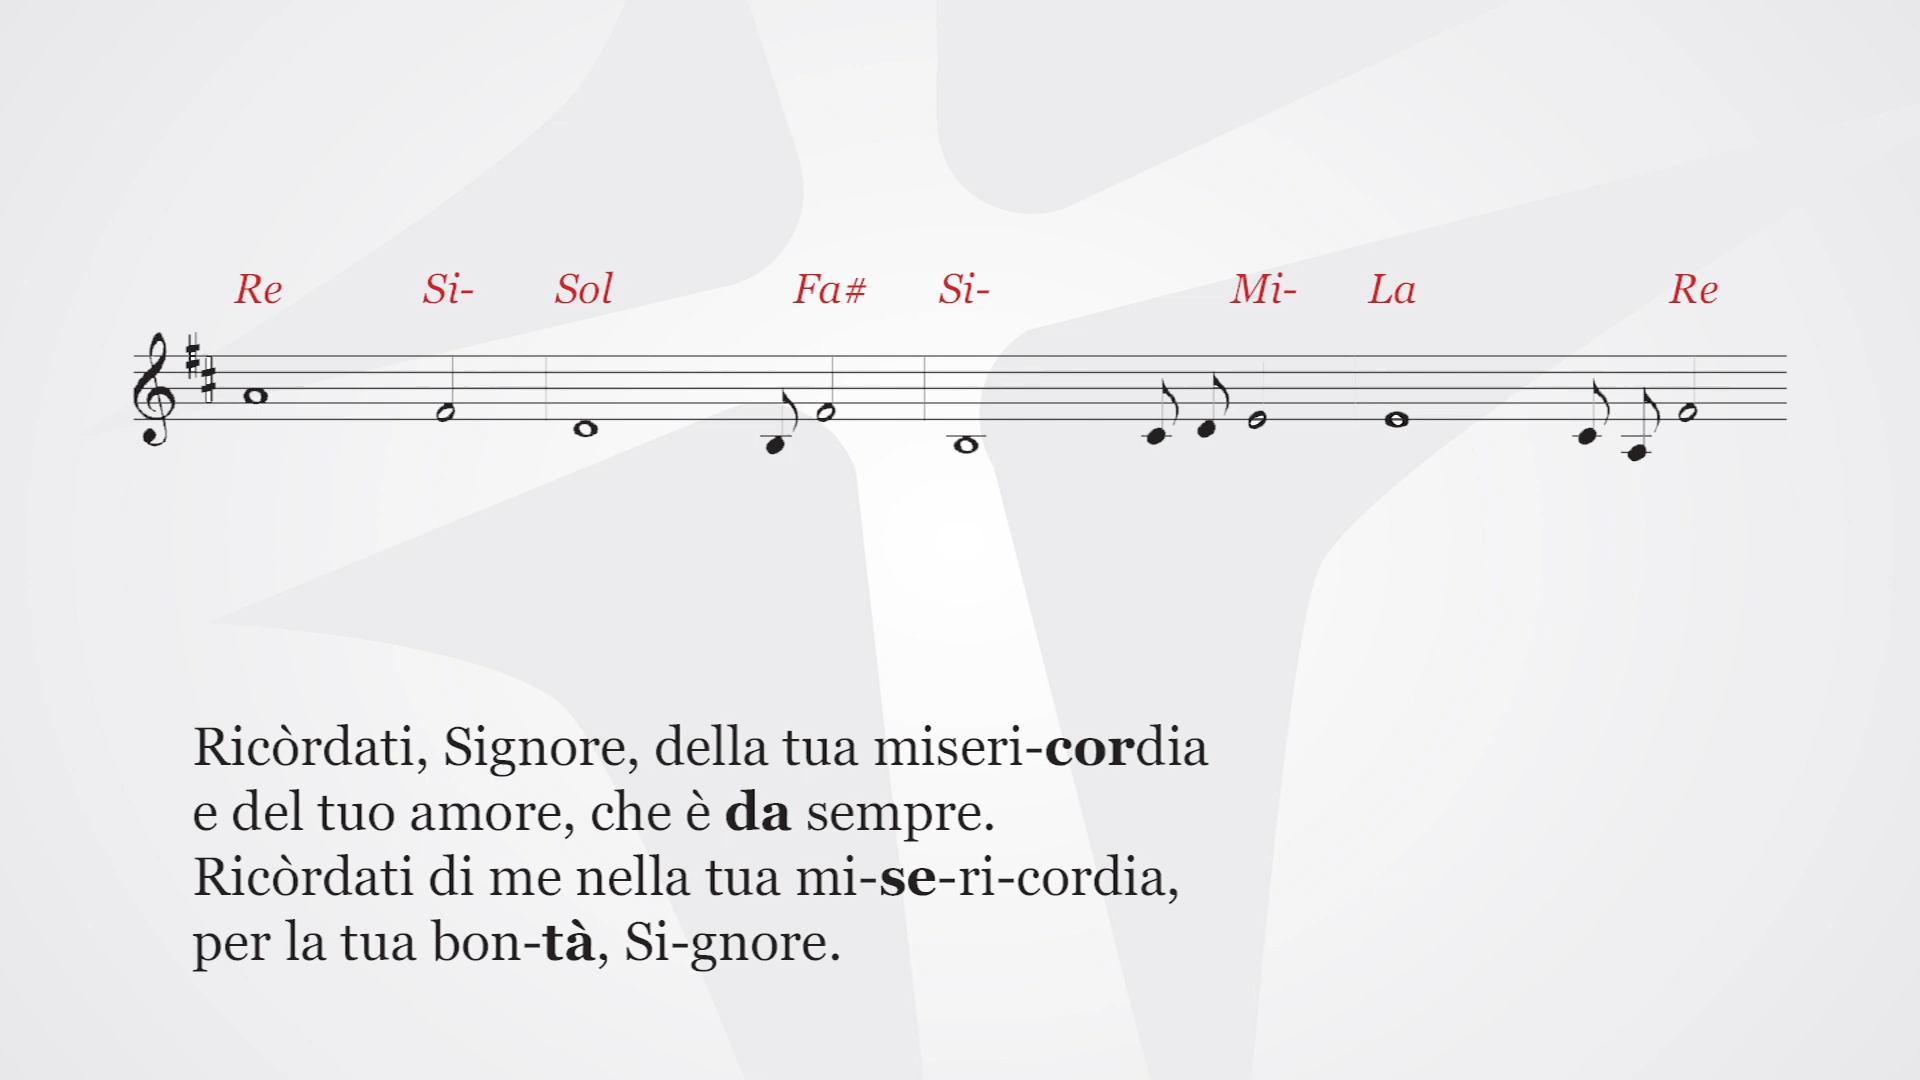 Re Si- Sol Fa# Si- Mi- La Re
Ricòrdati, Signore, della tua miseri-cordia
e del tuo amore, che è da sempre.
Ricòrdati di me nella tua mi-se-ri-cordia,
per la tua bon-tà, Si-gnore.